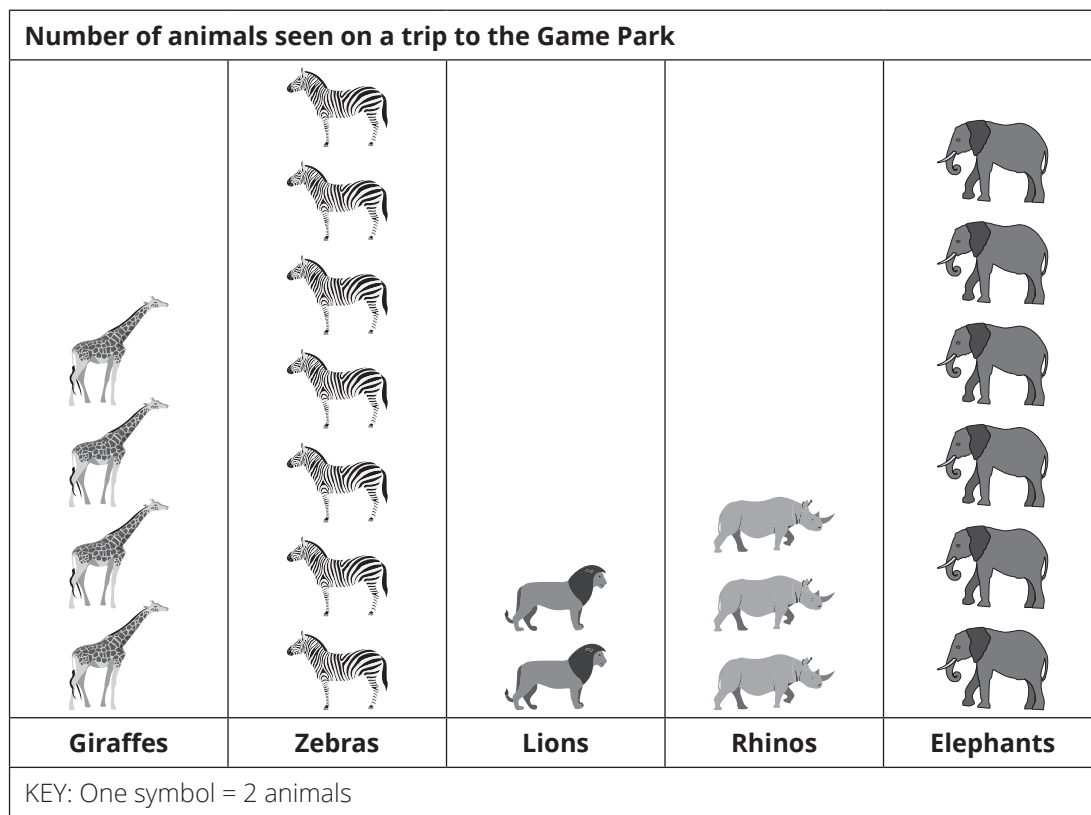 Number of animals seen on a trip to the Game Park
Giraffes Zebras Lions Rhinos Elephants
KEY: One symbol = 2 animals